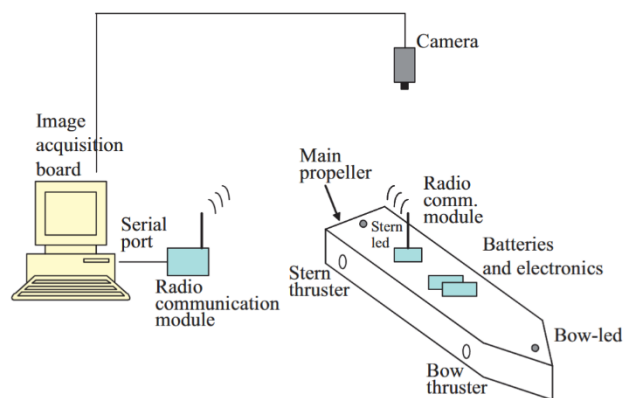 Camera
Image
acquisition
board
Serial
port
Radio
communication
module
Main
propeller
Radio
comm.
module
Stern
led
Batteries
and electronics
Stern
thruster
Bow-led
Bow
thruster